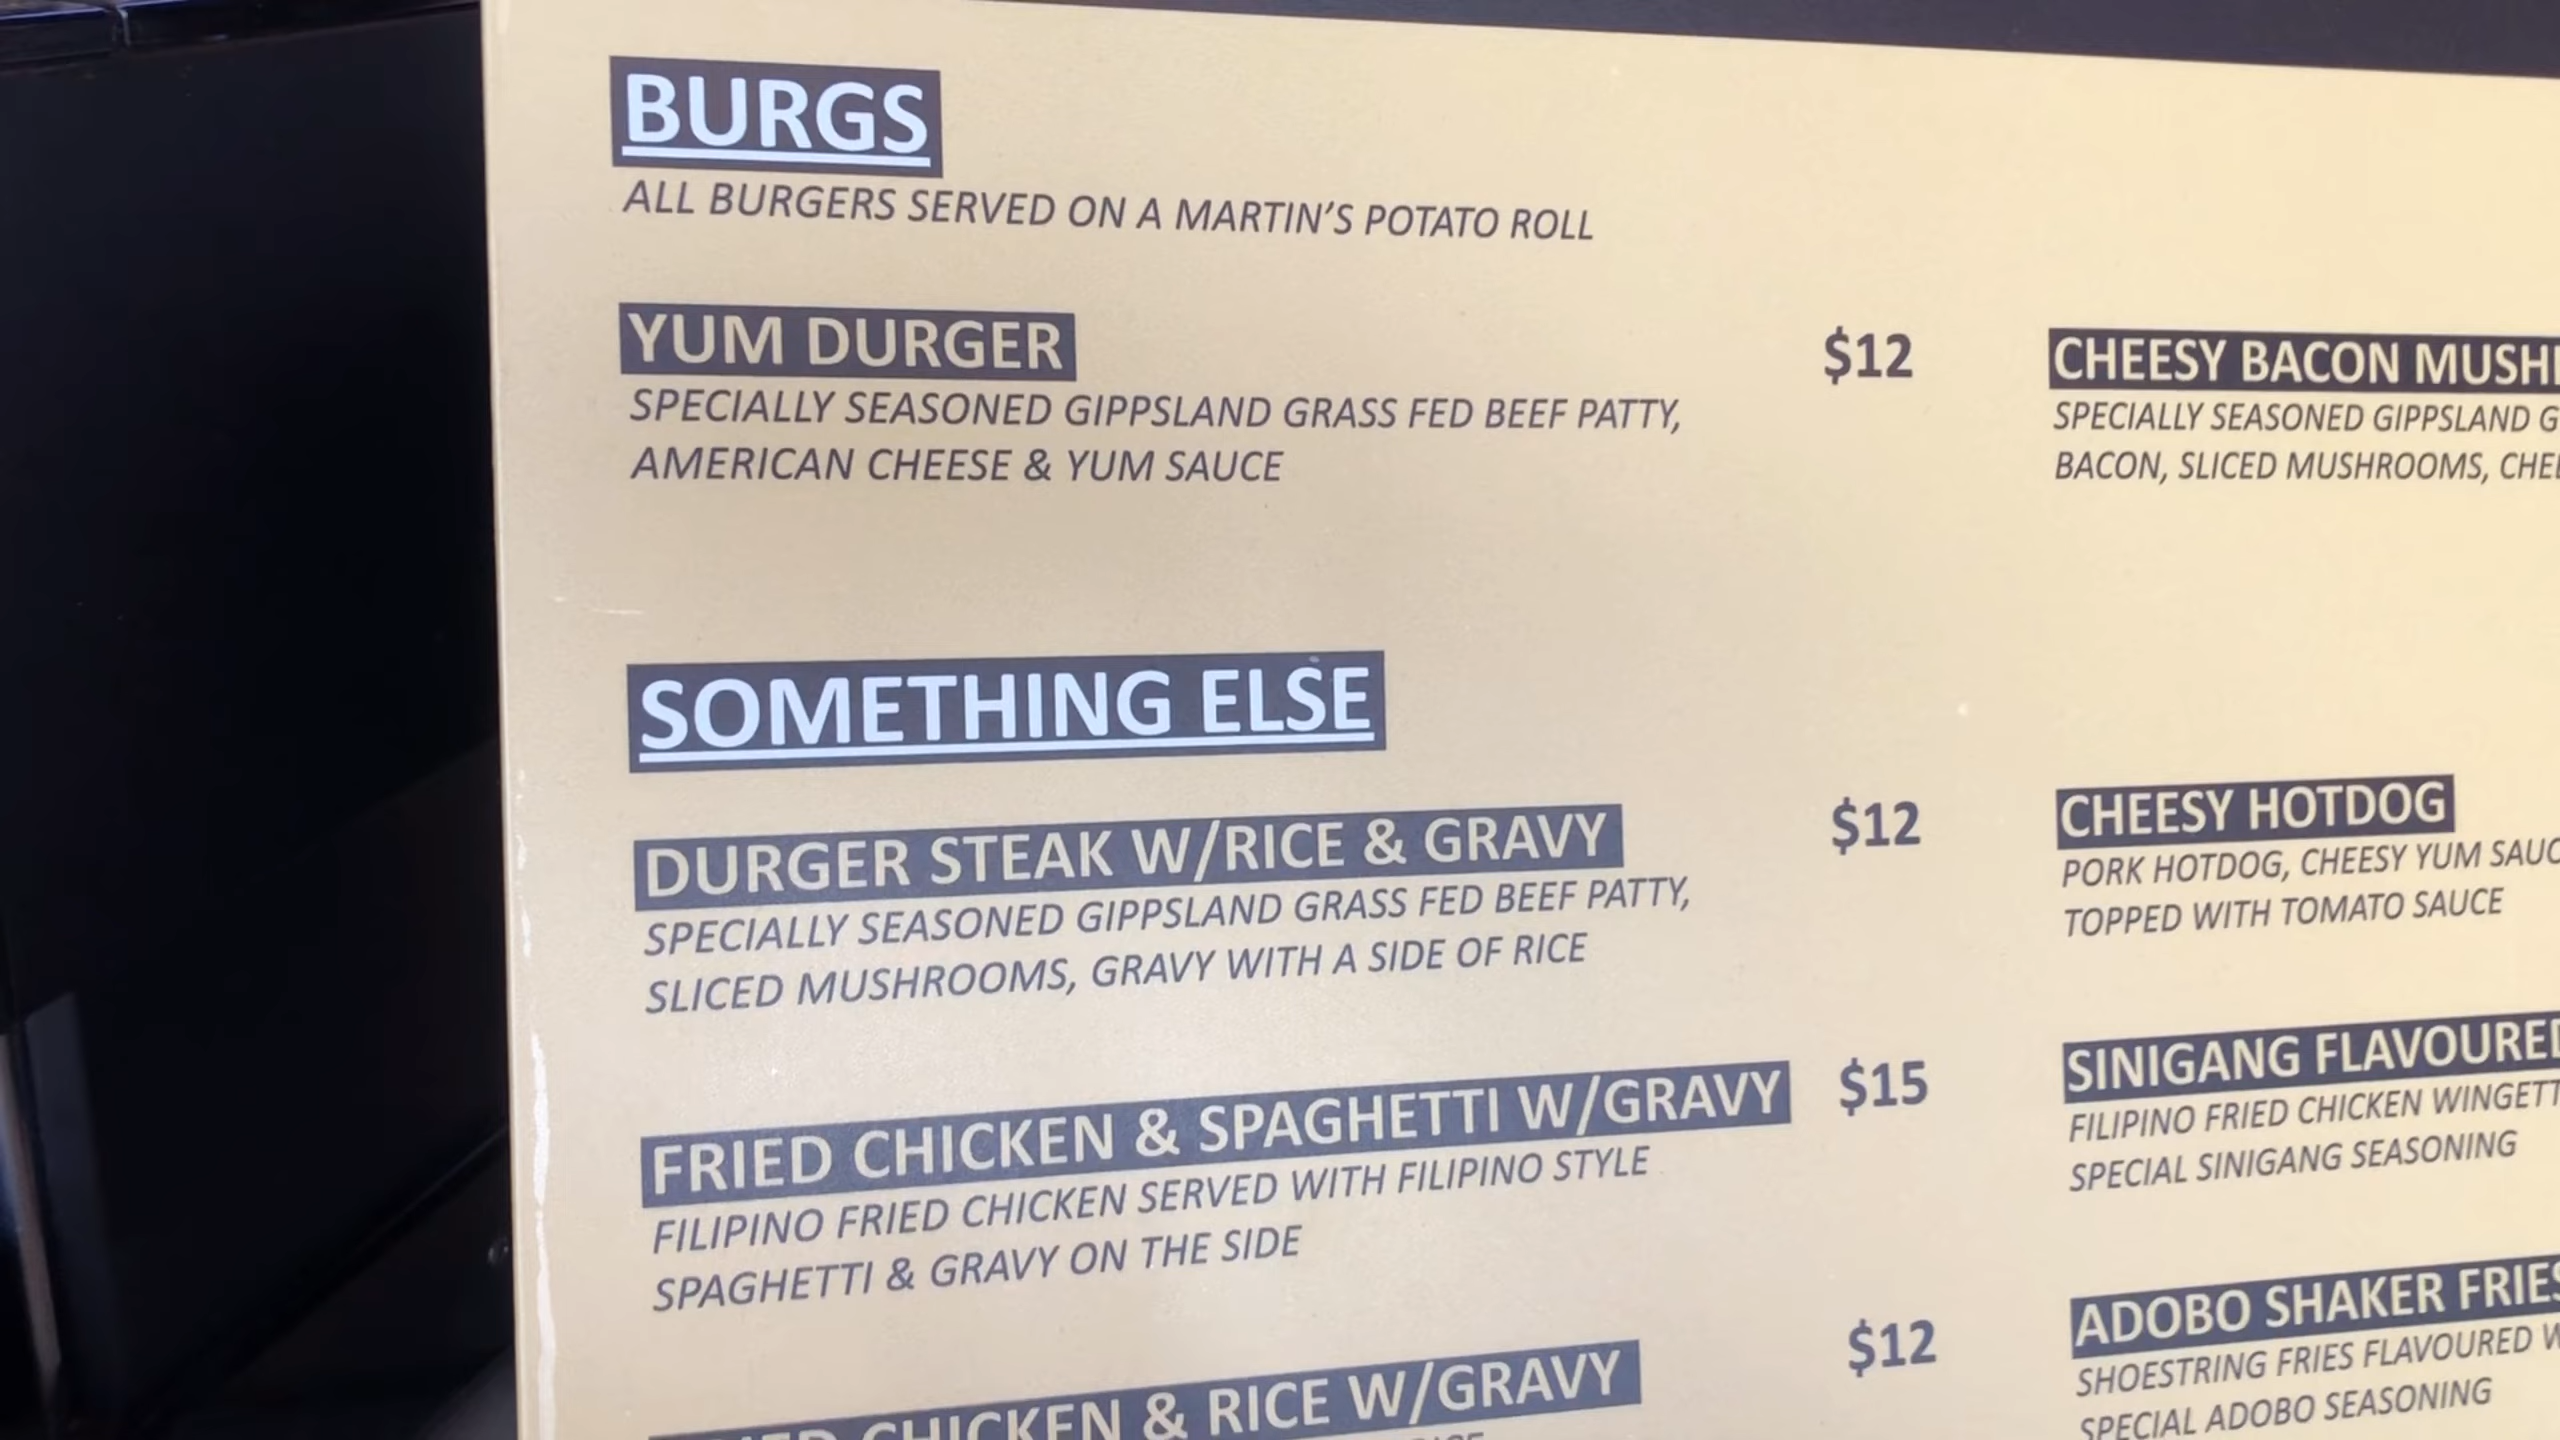 BURGS
ALL BURGERS SERVED ON A MARTIN'S POTATO ROLL
YUM DURGER
$12
SPECIALLY SEASONED GIPPSLAND GRASS FED BEEF PATTY,
AMERICAN CHEESE & YUM SAUCE
SOMETHING ELSE
DURGER STEAK W/RICE & GRAVY
$12
SPECIALLY SEASONED GIPPSLAND GRASS FED BEEF PATTY,
SLICED MUSHROOMS, GRAVY WITH A SIDE OF RICE
FRIED CHICKEN & SPAGHETTI W/GRAVY
$15
FILIPINO FRIED CHICKEN SERVED WITH FILIPINO STYLE
SPAGHETTI & GRAVY ON THE SIDE
CHICKEN & RICE W/GRAVY
$12
CHEESY BACON
SPECIALLY SEASONED GIPPSLAND
BACON, SLICED MUSHROOMS,
CHEESY HOTDOG
PORK HOTDOG, CHEESY YUM
TOPPED WITH TOMATO SAUCE
SINIGANG FLAVOURED
FILIPINO FRIED CHICKEN
SPECIAL SINIGANG SEASONING
ADOBO SHAKER FRIES
SHOESTRING FRIES FLAVOURED
SPECIAL ADOBO SEASONING